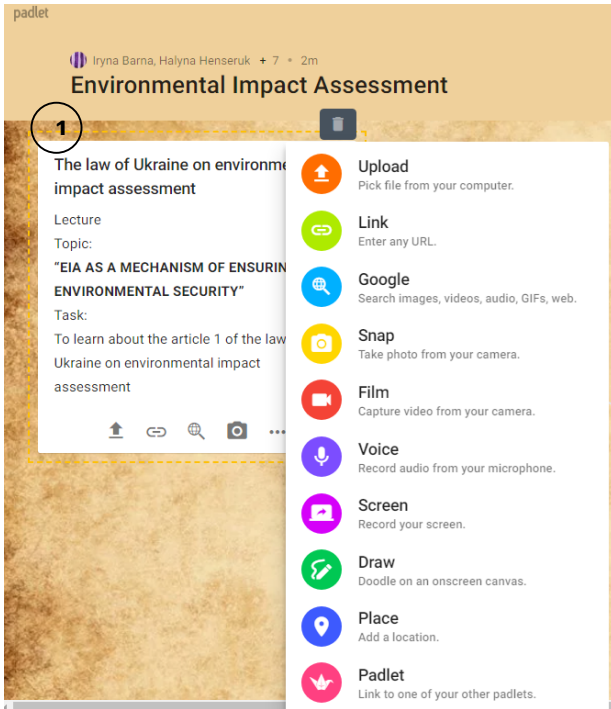 padlet
Iryna Barna, Halyna Henseruk + 7 • 2m
Environmental Impact Assessment
1
The law of Ukraine on environme
impact assessment
Lecture
Topic:
“EIA AS A MECHANISM OF ENSURIN
ENVIRONMENTAL SECURITY”
Task:
To learn about the article 1 of the law
Ukraine on environmental impact
assessment
Upload
Pick file from your computer.
Link
Enter any URL.
Google
Search images, videos, audio, GIFs, web.
Snap
Take photo from your camera.
Film
Capture video from your camera.
Voice
Record audio from your microphone.
Screen
Record your screen.
Draw
Doodle on an onscreen canvas.
Place
Add a location.
Padlet
Link to one of your other padlets.